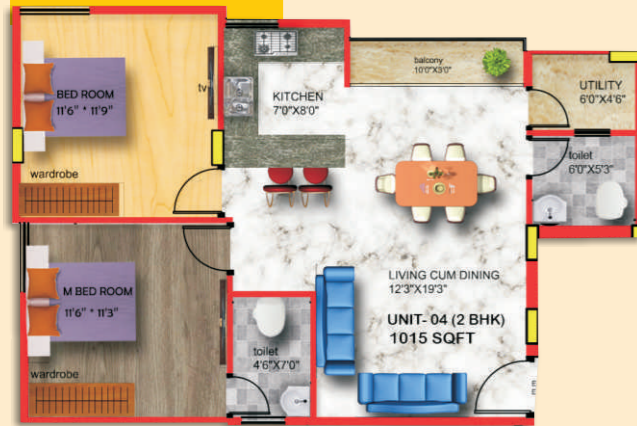 BED ROOM
11'6" * 11'9"
tv
wardrobe
KITCHEN
7'0"X8'0"
balcony
10'0"X3'0"
UTILITY
6'0"X4'6"
toilet
6'0"X5'3"
M BED ROOM
11'6" * 11'3"
wardrobe
toilet
4'6"X7'0"
LIVING CUM DINING
12'3"X19'3"
UNIT- 04 (2 BHK)
1015 SQFT